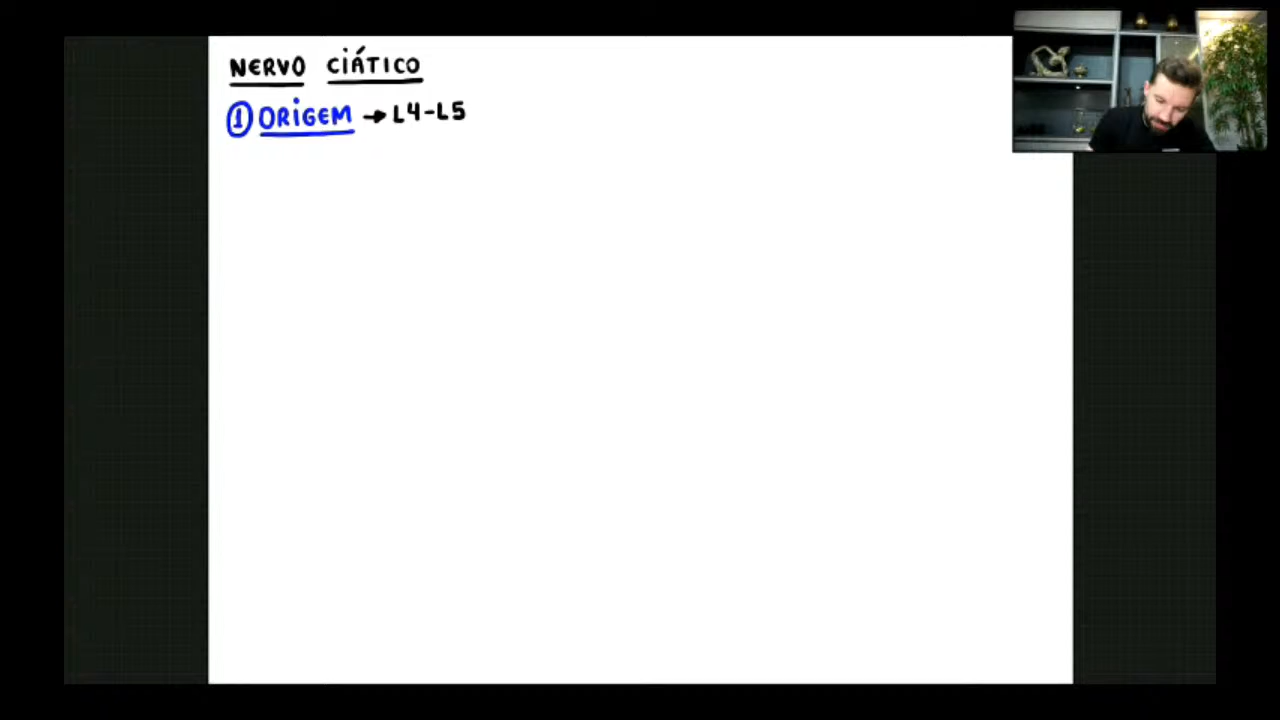 NERVO CIÁTICO
1 ORIGEM → L4-L5